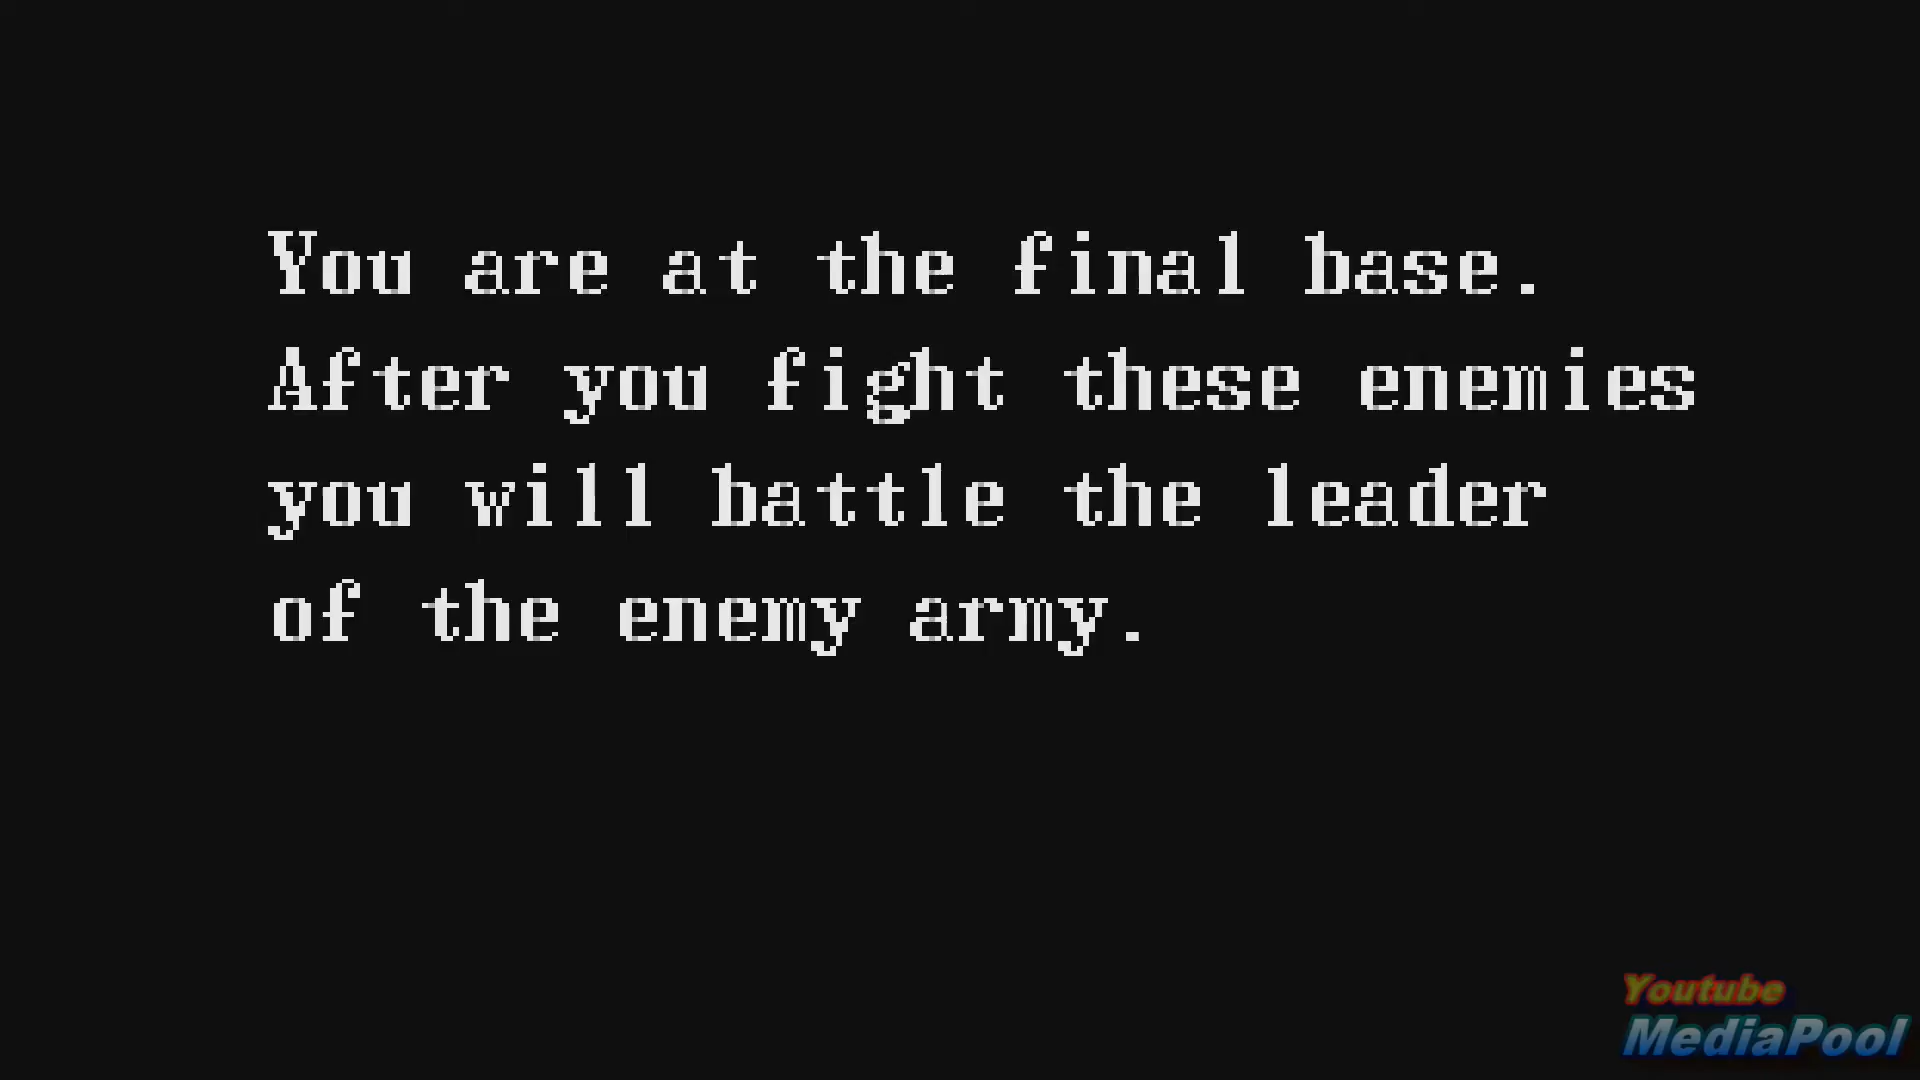 You are at the final base.
After you fight these enemies
you will battle the leader
of the enemy army.
Youtube
MediaPool